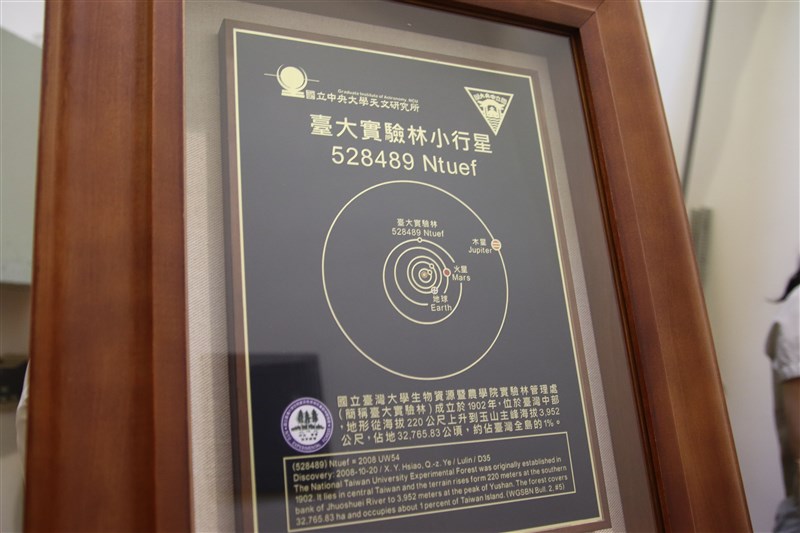 Graduate Institute of Astronomy, NCU
國立中央大學天文研究所
臺大實驗林小行星
528489 Ntuef
臺大實驗林
528489 Ntuef
木星
Jupiter
火星
Mars
地球
Earth
國立臺灣大學生物資源暨農學院實驗林管理處
(簡稱臺大實驗林) 成立於1902年，位於臺灣中部
，地形從海拔220公尺上升到玉山主峰海拔3,952
公尺，佔地32,765.83公頃，約佔臺灣全島的1%。
(528489) Ntuef = 2008 UW54
Discovery: 2008-10-20 / X. Y. Hsiao, Q.-z. Ye / Lulin / D35
The National Taiwan University Experimental Forest was originally established in
1902. It lies in central Taiwan and the terrain rises form 220 meters at the southern
bank of Jhuoshuei River to 3,952 meters at the peak of Yushan. The forest covers
32,765.83 ha and occupies about 1 percent of Taiwan Island. (WGSBN Bull. 2, #5)